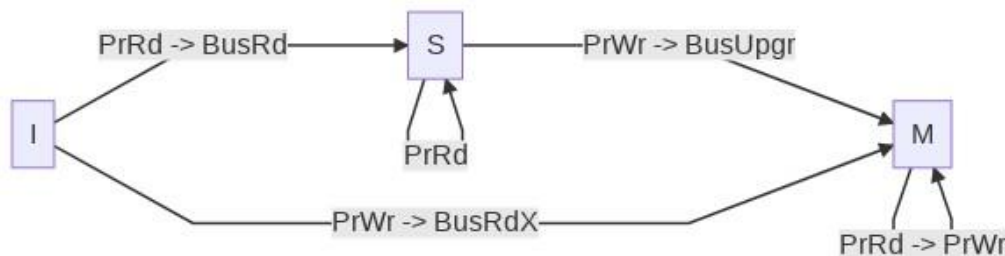 PrRd -> BusRd
S
PrWr -> BusUpgr
I
M
PrRd
PrWr -> BusRdX
PrRd -> PrWr